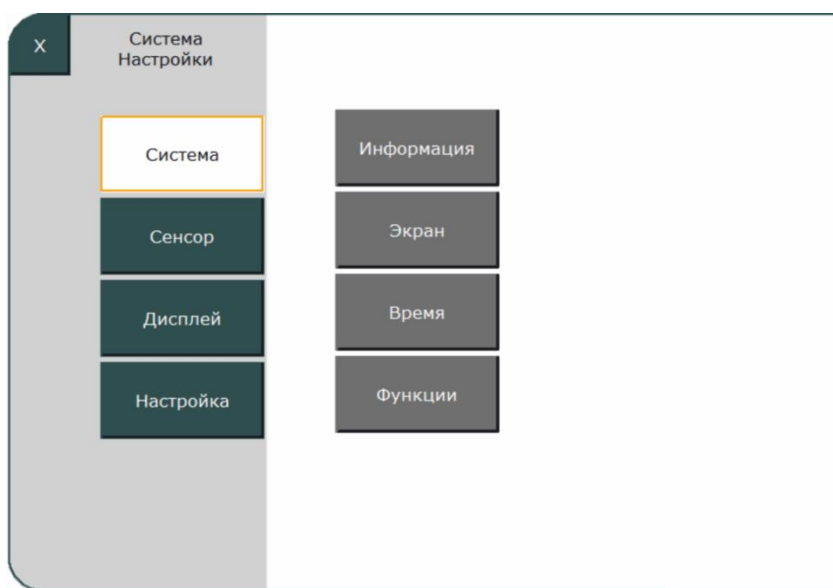 X
Система
Настройки
Система
Сенсор
Дисплей
Настройка
Информация
Экран
Время
Функции